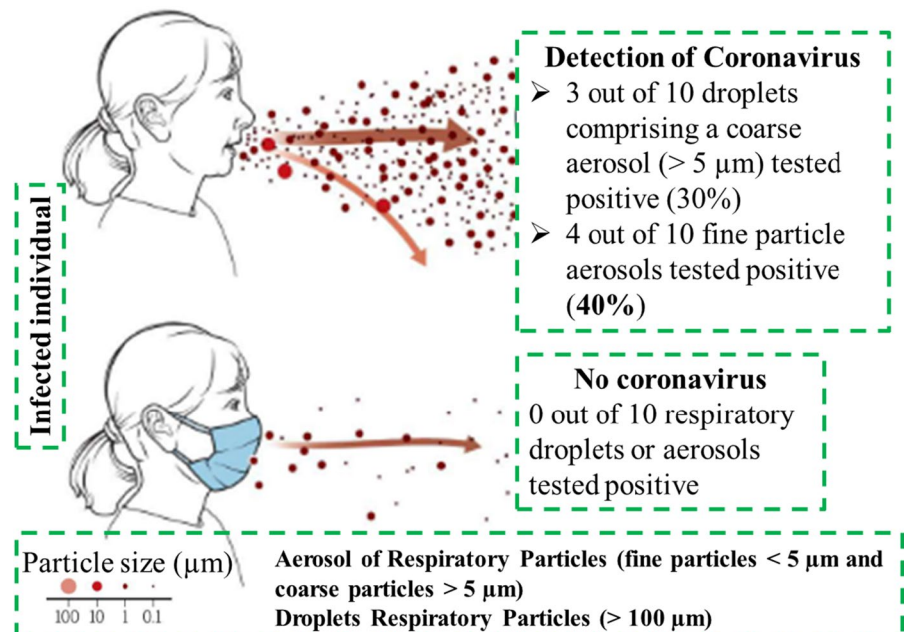 Detection of Coronavirus
➤ 3 out of 10 droplets
comprising a coarse
aerosol (> 5 µm) tested
positive (30%)
➤ 4 out of 10 fine particle
aerosols tested positive
(40%)
Infected individual
No coronavirus
0 out of 10 respiratory
droplets or aerosols
tested positive
Particle size (µm)
100 10 1 0.1
Aerosol of Respiratory Particles (fine particles < 5 µm and
coarse particles > 5 µm)
Droplets Respiratory Particles (> 100 µm)